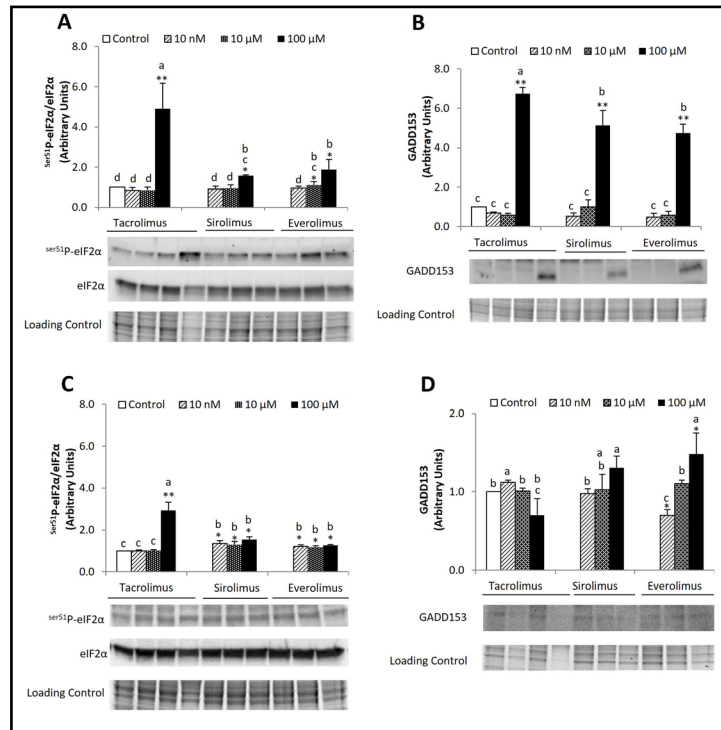 A
Control 10 nM 10 µM 100 µM
Ser51P-eIF2α/eIF2α
(Arbitrary Units)
8.0
6.0
4.0
2.0
0.0
a
**
d d d
d d
b
c
*
d
b
c
*
b
*
Tacrolimus Sirolimus Everolimus
ser51P-eIF2α
eIF2α
Loading Control
B
Control 10 nM 10 µM 100 µM
GADD153
(Arbitrary Units)
8.0
6.0
4.0
2.0
0.0
a
**
c c c
c c
b
**
c c
b
**
Tacrolimus Sirolimus Everolimus
GADD153
Loading Control
C
Control 10 nM 10 µM 100 µM
Ser51P-eIF2α/eIF2α
(Arbitrary Units)
8.0
6.0
4.0
2.0
0.0
a
**
c c c
b b b
* * *
b b b
* * *
Tacrolimus Sirolimus Everolimus
ser51P-eIF2α
eIF2α
Loading Control
D
Control 10 nM 10 µM 100 µM
GADD153
(Arbitrary Units)
2.0
1.0
0.0
b a b
b
c
b
a
b
a
c
*
b
a
*
Tacrolimus Sirolimus Everolimus
GADD153
Loading Control